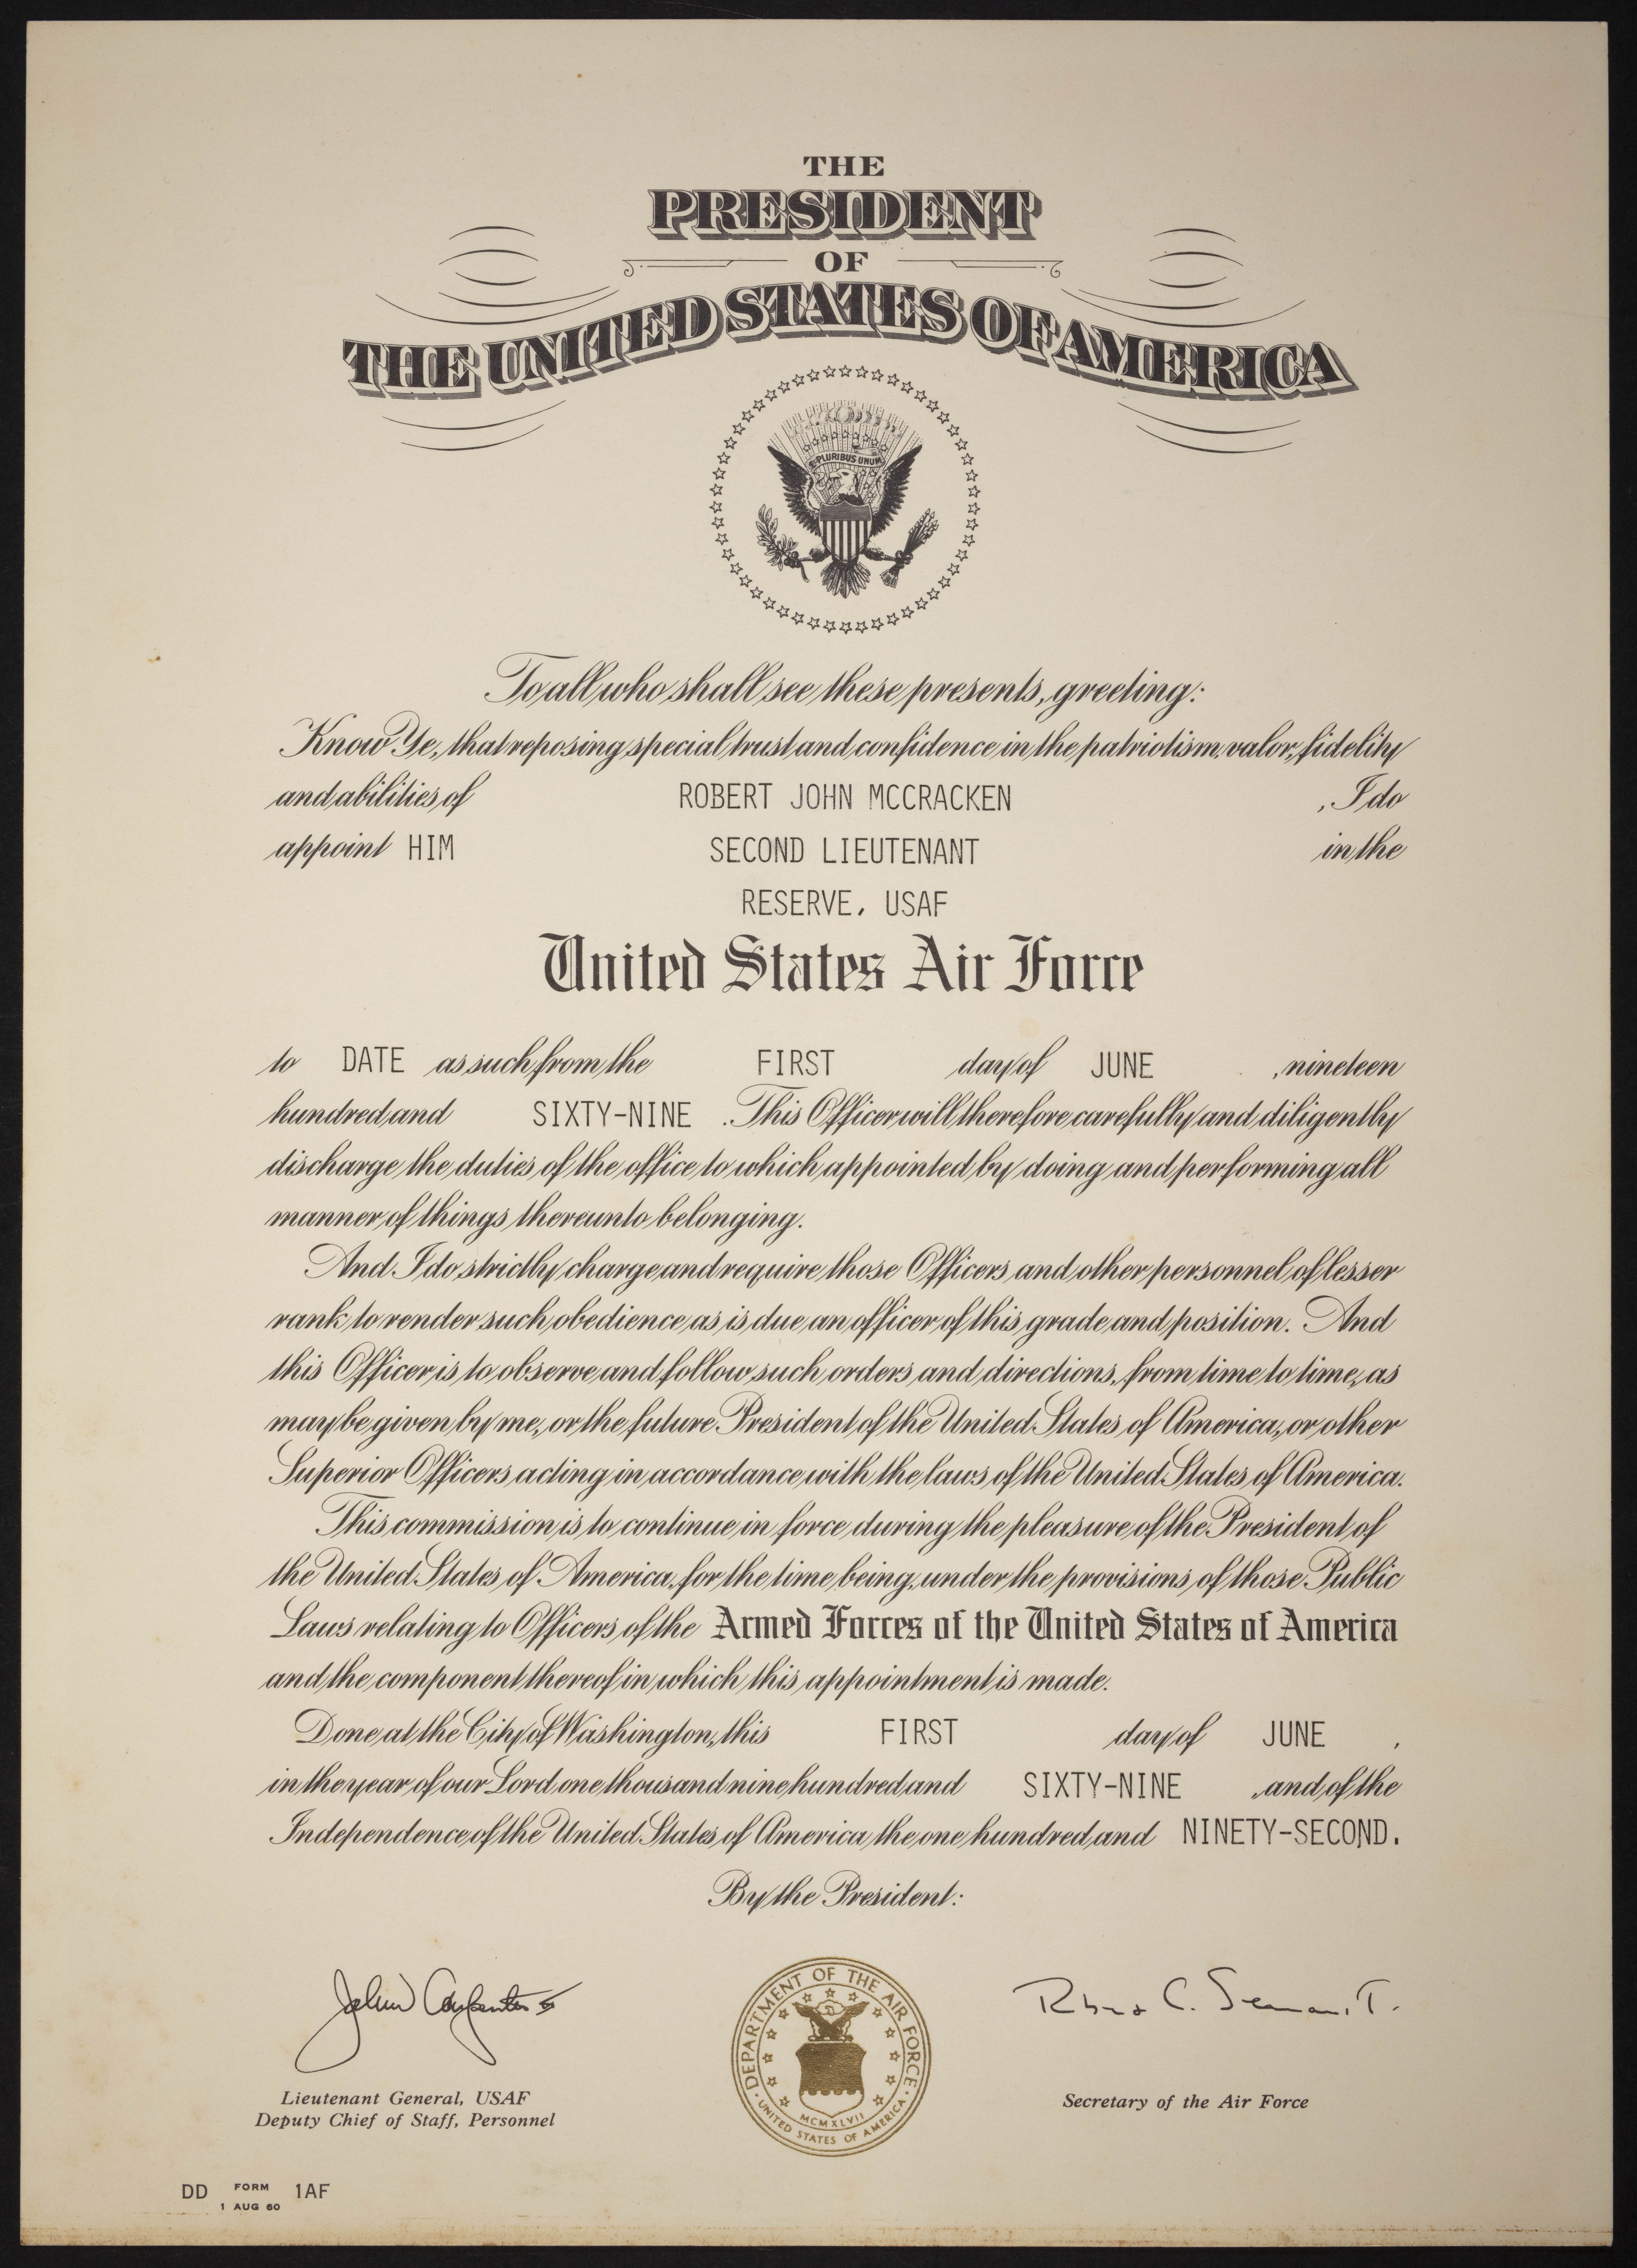 THE
PRESIDENT
OF
THE UNITED STATES OF AMERICA
E PLURIBUS UNUM
To all who shall see these presents, greeting:
Know Ye, that reposing special trust and confidence in the patriotism, valor, fidelity
and abilities of ROBERT JOHN MCCRACKEN , I do
appoint HIM SECOND LIEUTENANT in the
RESERVE, USAF
United States Air Force
to DATE as such from the FIRST day of JUNE , nineteen
hundred and SIXTY-NINE . This Officer will therefore carefully and diligently
discharge the duties of the office to which appointed by doing and performing all
manner of things thereunto belonging.
And I do strictly charge and require those Officers and other personnel of lesser
rank to render such obedience as is due an officer of this grade and position. And
this Officer is to observe and follow such orders and directions, from time to time, as
may be given by me, or the future President of the United States of America, or other
Superior Officers acting in accordance with the laws of the United States of America.
This commission is to continue in force during the pleasure of the President of
the United States of America, for the time being, under the provisions of those Public
Laws relating to Officers of the Armed Forces of the United States of America
and the component thereof in which this appointment is made.
Done at the City of Washington, this FIRST day of JUNE ,
in the year of our Lord one thousand nine hundred and SIXTY-NINE , and of the
Independence of the United States of America the one hundred and NINETY-SECOND.
By the President:
John Carpenter
Robert C. Seamans, Jr.
DEPARTMENT OF THE AIR FORCE
MCMXLVII
UNITED STATES OF AMERICA
Lieutenant General, USAF
Deputy Chief of Staff, Personnel
Secretary of the Air Force
DD FORM 1AF
1 AUG 60